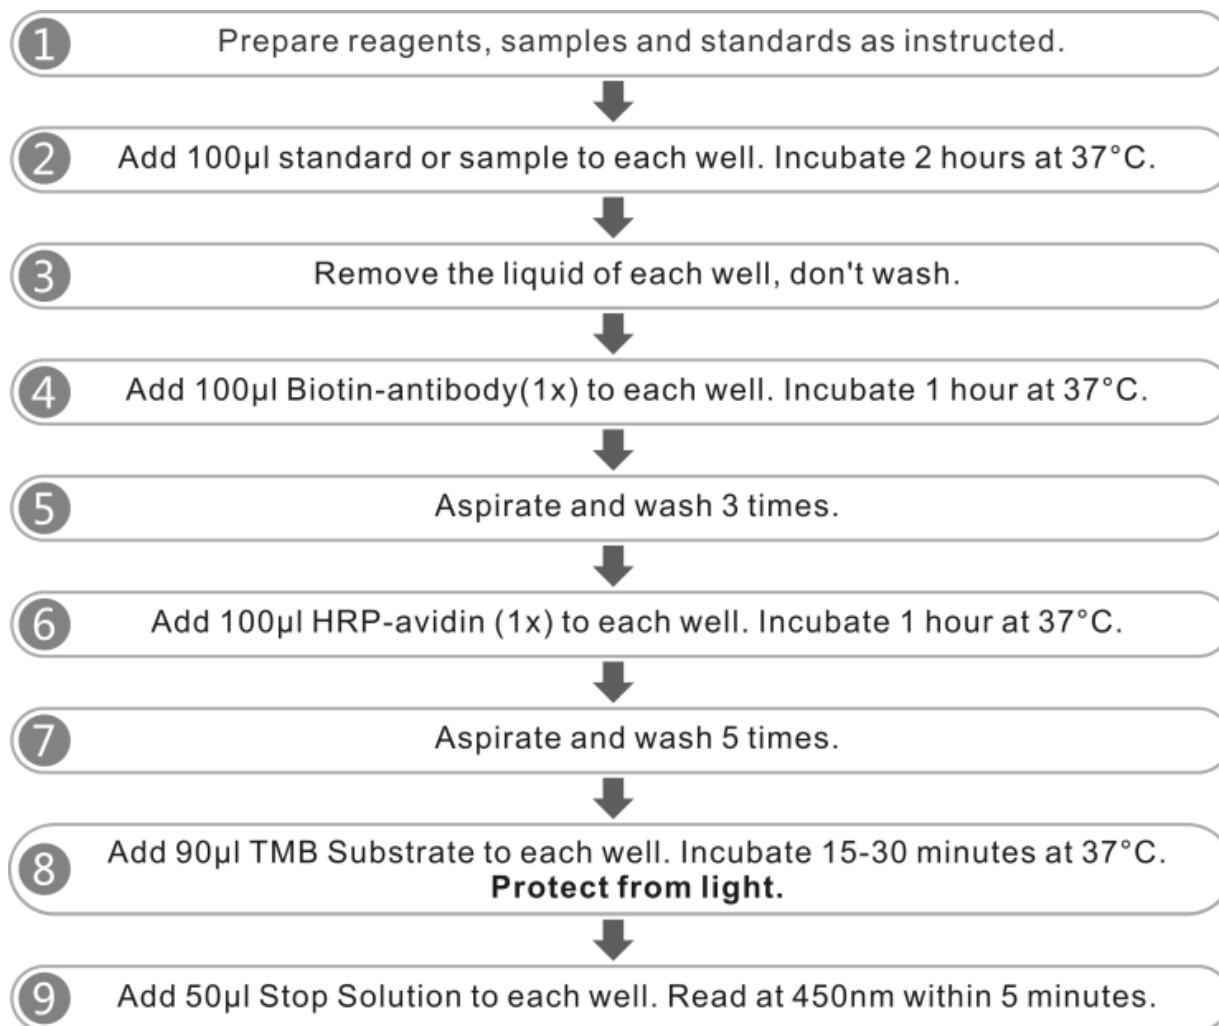 1 Prepare reagents, samples and standards as instructed.
2 Add 100µl standard or sample to each well. Incubate 2 hours at 37°C.
3 Remove the liquid of each well, don't wash.
4 Add 100µl Biotin-antibody(1x) to each well. Incubate 1 hour at 37°C.
5 Aspirate and wash 3 times.
6 Add 100µl HRP-avidin (1x) to each well. Incubate 1 hour at 37°C.
7 Aspirate and wash 5 times.
8 Add 90µl TMB Substrate to each well. Incubate 15-30 minutes at 37°C.
Protect from light.
9 Add 50µl Stop Solution to each well. Read at 450nm within 5 minutes.